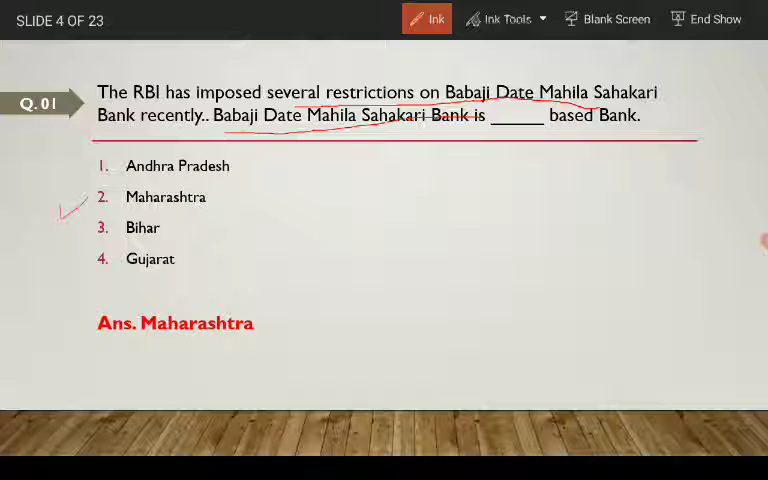 SLIDE 4 OF 23
Ink
Ink Tools
Blank Screen
End Show
Q. 01
The RBI has imposed several restrictions on Babaji Date Mahila Sahakari
Bank recently.. Babaji Date Mahila Sahakari Bank is _____ based Bank.
1. Andhra Pradesh
2. Maharashtra
3. Bihar
4. Gujarat
Ans. Maharashtra